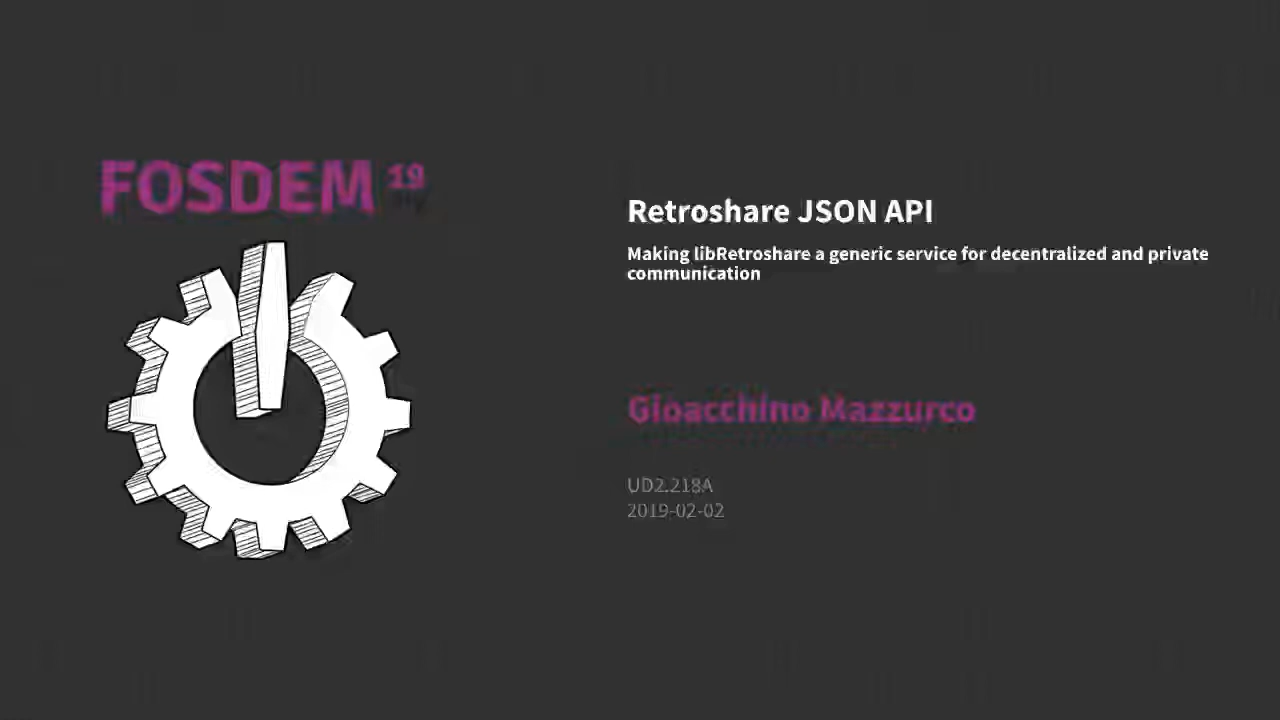 FOSDEM 19
Retroshare JSON API
Making libRetroshare a generic service for decentralized and private
communication
Gioacchino Mazzurco
UD2.218A
2019-02-02